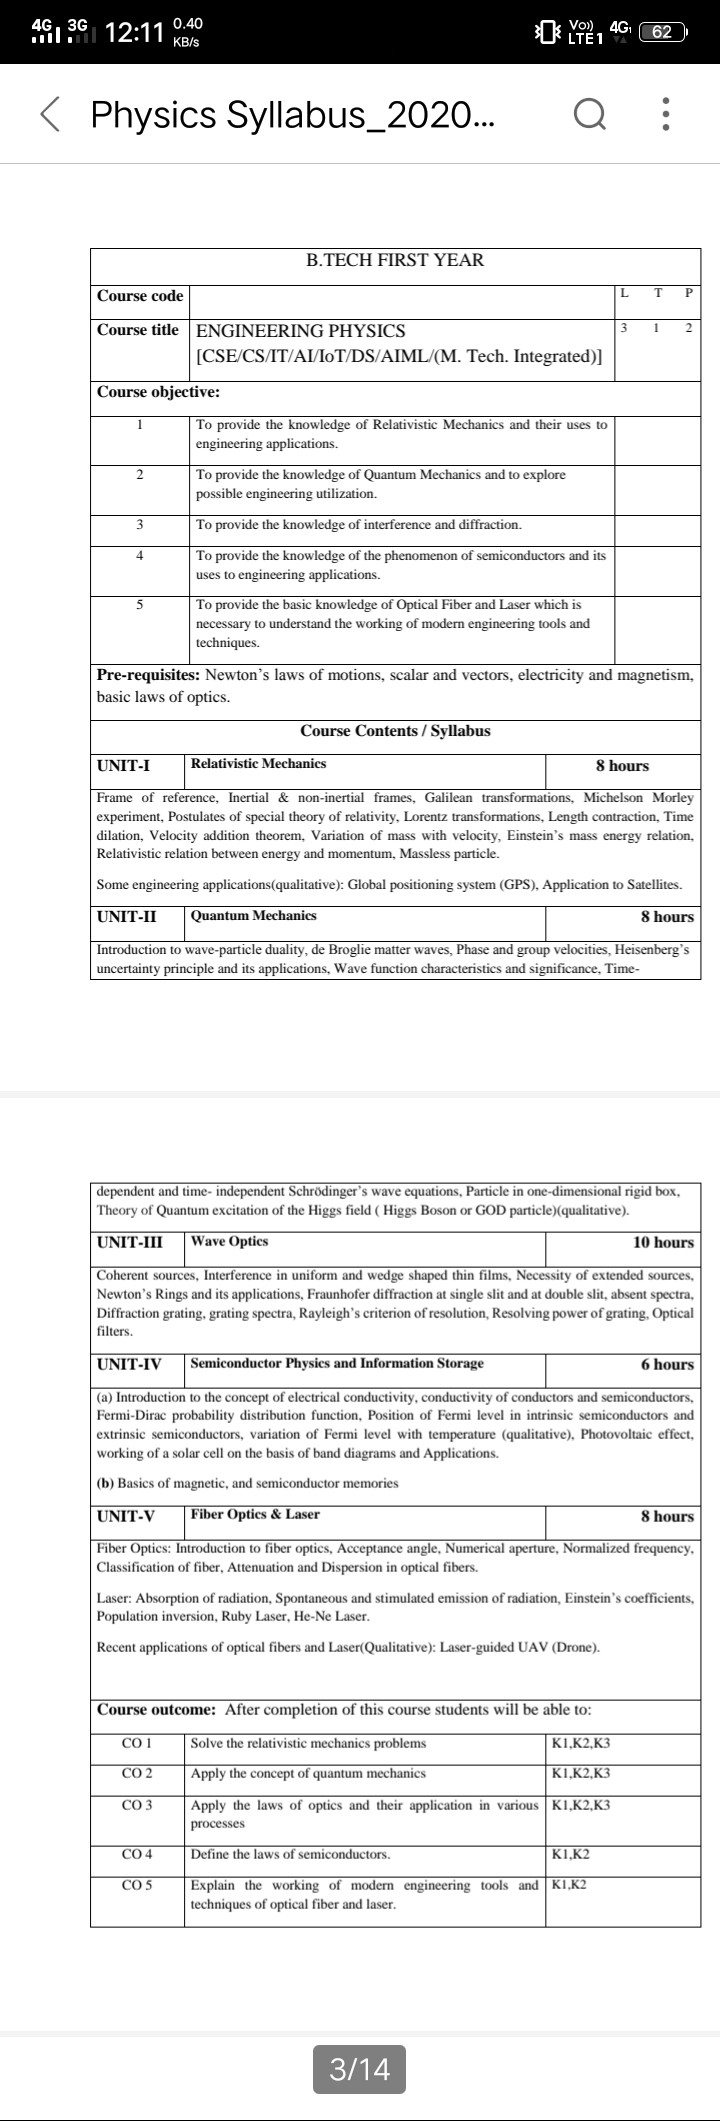 4G 3G 12:11 0.40 KB/s Vo)) LTE1 4G 62
Physics Syllabus_2020...
B.TECH FIRST YEAR
Course code L T P
Course title ENGINEERING PHYSICS 3 1 2
[CSE/CS/IT/AI/IoT/DS/AIML/(M. Tech. Integrated)]
Course objective:
1 To provide the knowledge of Relativistic Mechanics and their uses to
engineering applications.
2 To provide the knowledge of Quantum Mechanics and to explore
possible engineering utilization.
3 To provide the knowledge of interference and diffraction.
4 To provide the knowledge of the phenomenon of semiconductors and its
uses to engineering applications.
5 To provide the basic knowledge of Optical Fiber and Laser which is
necessary to understand the working of modern engineering tools and
techniques.
Pre-requisites: Newton's laws of motions, scalar and vectors, electricity and magnetism,
basic laws of optics.
Course Contents / Syllabus
UNIT-I Relativistic Mechanics 8 hours
Frame of reference, Inertial & non-inertial frames, Galilean transformations, Michelson Morley
experiment, Postulates of special theory of relativity, Lorentz transformations, Length contraction, Time
dilation, Velocity addition theorem, Variation of mass with velocity, Einstein's mass energy relation,
Relativistic relation between energy and momentum, Massless particle.
Some engineering applications(qualitative): Global positioning system (GPS), Application to Satellites.
UNIT-II Quantum Mechanics 8 hours
Introduction to wave-particle duality, de Broglie matter waves, Phase and group velocities, Heisenberg's
uncertainty principle and its applications, Wave function characteristics and significance, Time-
dependent and time- independent Schrödinger's wave equations, Particle in one-dimensional rigid box,
Theory of Quantum excitation of the Higgs field ( Higgs Boson or GOD particle)(qualitative).
UNIT-III Wave Optics 10 hours
Coherent sources, Interference in uniform and wedge shaped thin films, Necessity of extended sources,
Newton's Rings and its applications, Fraunhofer diffraction at single slit and at double slit, absent spectra,
Diffraction grating, grating spectra, Rayleigh's criterion of resolution, Resolving power of grating, Optical
filters.
UNIT-IV Semiconductor Physics and Information Storage 6 hours
(a) Introduction to the concept of electrical conductivity, conductivity of conductors and semiconductors,
Fermi-Dirac probability distribution function, Position of Fermi level in intrinsic semiconductors and
extrinsic semiconductors, variation of Fermi level with temperature (qualitative), Photovoltaic effect,
working of a solar cell on the basis of band diagrams and Applications.
(b) Basics of magnetic, and semiconductor memories
UNIT-V Fiber Optics & Laser 8 hours
Fiber Optics: Introduction to fiber optics, Acceptance angle, Numerical aperture, Normalized frequency,
Classification of fiber, Attenuation and Dispersion in optical fibers.
Laser: Absorption of radiation, Spontaneous and stimulated emission of radiation, Einstein's coefficients,
Population inversion, Ruby Laser, He-Ne Laser.
Recent applications of optical fibers and Laser(Qualitative): Laser-guided UAV (Drone).
Course outcome: After completion of this course students will be able to:
CO 1 Solve the relativistic mechanics problems K1,K2,K3
CO 2 Apply the concept of quantum mechanics K1,K2,K3
CO 3 Apply the laws of optics and their application in various K1,K2,K3
processes
CO 4 Define the laws of semiconductors. K1,K2
CO 5 Explain the working of modern engineering tools and K1,K2
techniques of optical fiber and laser.
3/14